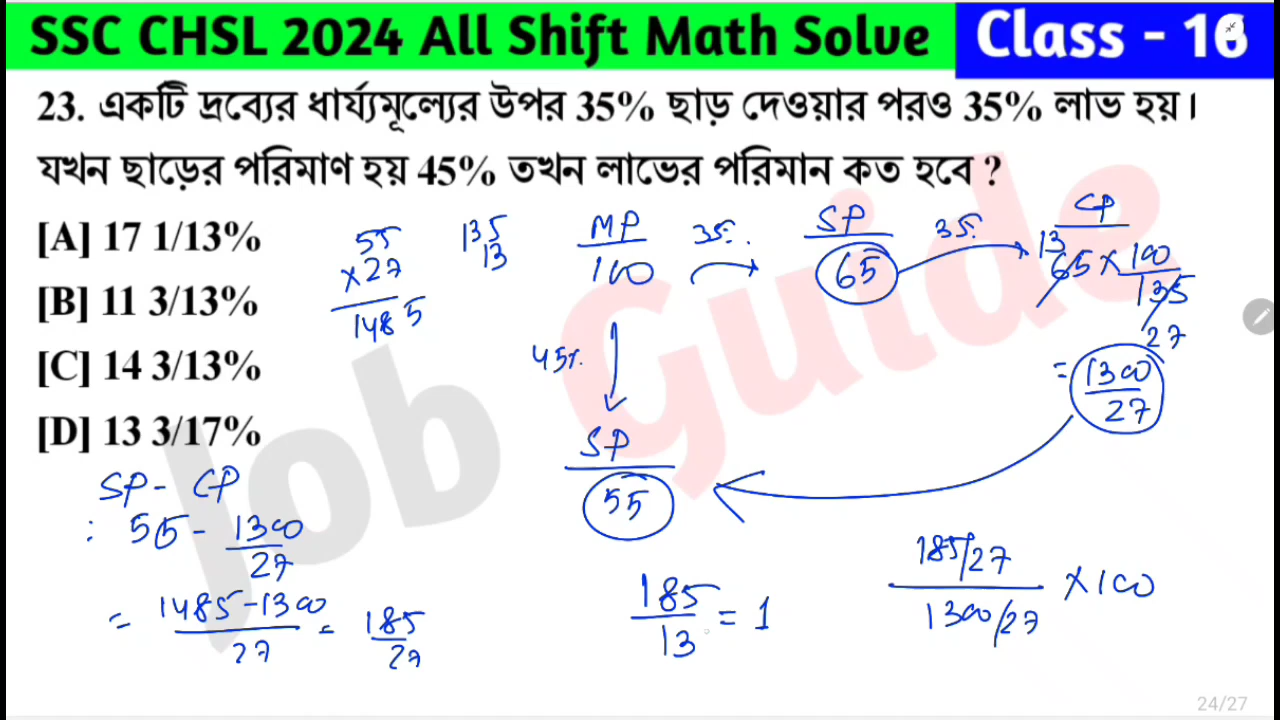 SSC CHSL 2024 All Shift Math Solve
Class - 16
23. একটি দ্রব্যের ধার্য্যমূল্যের উপর 35% ছাড় দেওয়ার পরও 35% লাভ হয়।
যখন ছাড়ের পরিমাণ হয় 45% তখন লাভের পরিমান কত হবে ?
[A] 17 1/13%
[B] 11 3/13%
[C] 14 3/13%
[D] 13 3/17%
55
×27
1485
135
13
MP
100
35%.
SP
65
35%
CP
13
65×100
135
27
= 1300
27
45%.
SP
55
SP - CP
: 55 - 1300
27
= 1485-1300
27
= 185
27
185
13
= 1
185/27
1300/27
×100
Job Guide
24/27